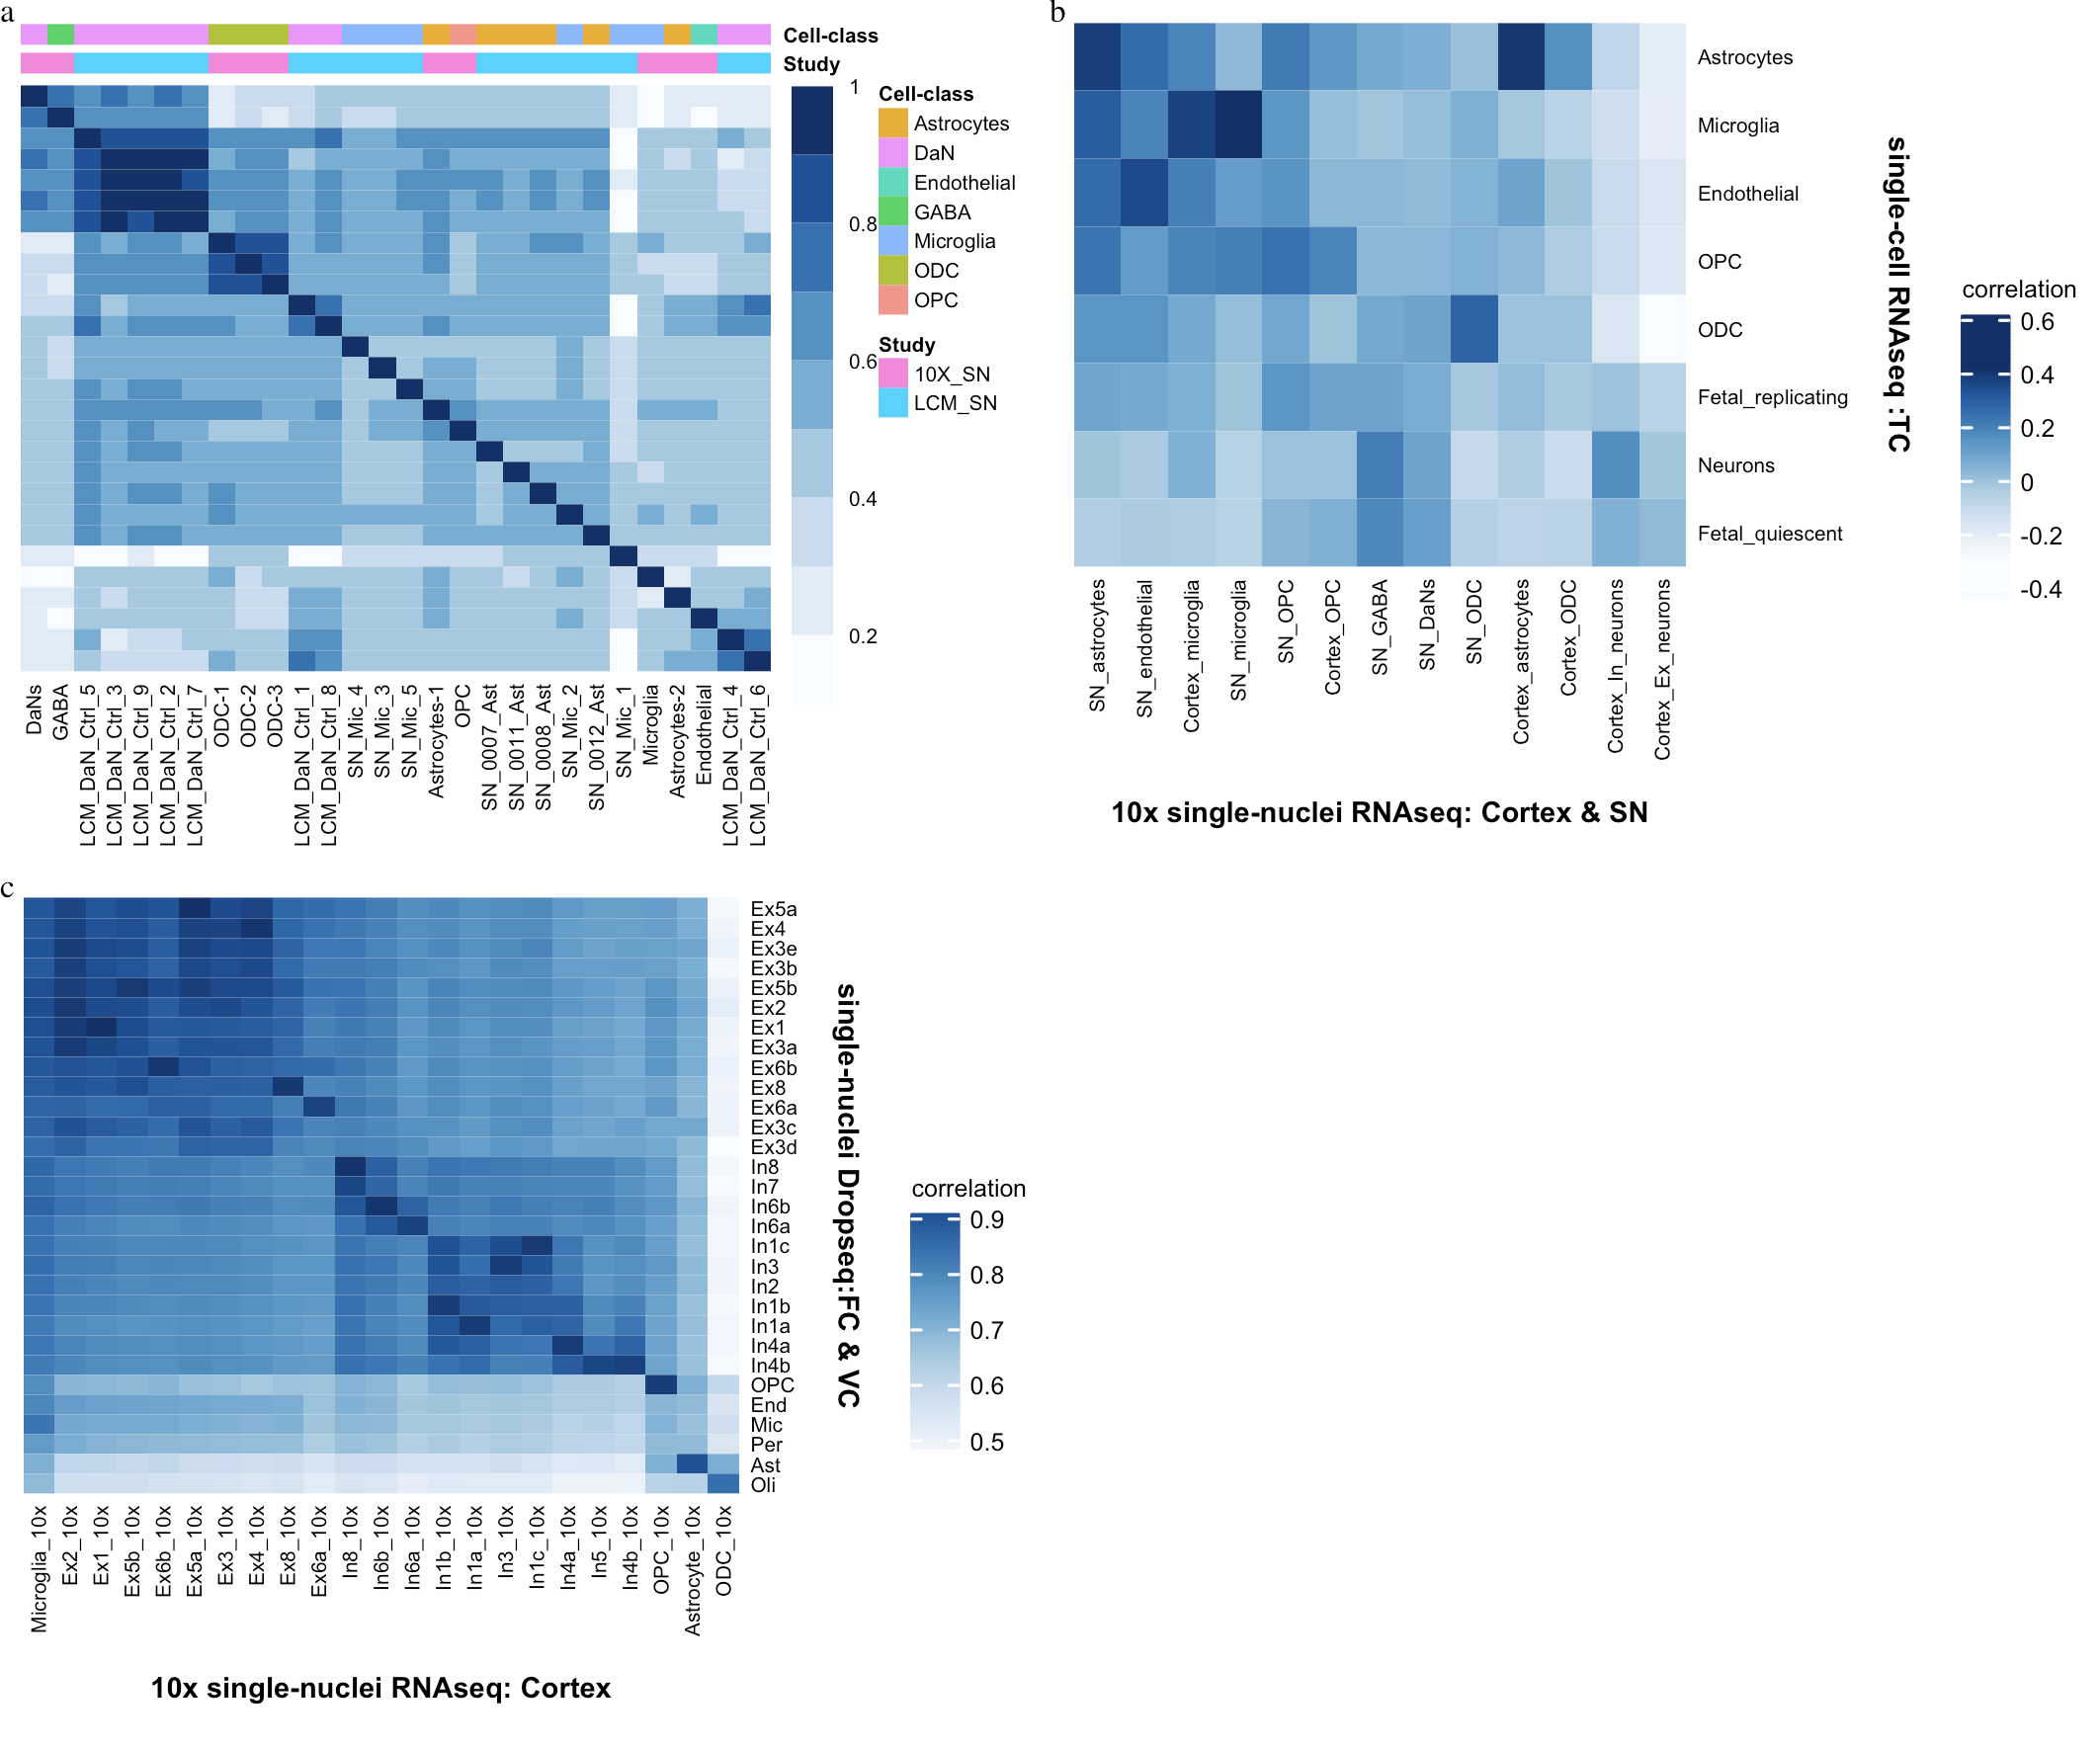 a
Cell-class
Study
1
0.8
0.6
0.4
0.2
Cell-class
Astrocytes
DaN
Endothelial
GABA
Microglia
ODC
OPC
Study
10X_SN
LCM_SN
DaNs
GABA
LCM_DaN_Ctrl_5
LCM_DaN_Ctrl_3
LCM_DaN_Ctrl_9
LCM_DaN_Ctrl_2
LCM_DaN_Ctrl_7
ODC-1
ODC-2
ODC-3
LCM_DaN_Ctrl_1
LCM_DaN_Ctrl_8
SN_Mic_4
SN_Mic_3
SN_Mic_5
Astrocytes-1
OPC
SN_0007_Ast
SN_0011_Ast
SN_0008_Ast
SN_Mic_2
SN_0012_Ast
SN_Mic_1
Microglia
Astrocytes-2
Endothelial
LCM_DaN_Ctrl_4
LCM_DaN_Ctrl_6
b
Astrocytes
Microglia
Endothelial
OPC
ODC
Fetal_replicating
Neurons
Fetal_quiescent
single-cell RNAseq :TC
correlation
0.6
0.4
0.2
0
-0.2
-0.4
SN_astrocytes
SN_endothelial
Cortex_microglia
SN_microglia
SN_OPC
Cortex_OPC
SN_GABA
SN_DaNs
SN_ODC
Cortex_astrocytes
Cortex_ODC
Cortex_In_neurons
Cortex_Ex_neurons
10x single-nuclei RNAseq: Cortex & SN
c
Ex5a
Ex4
Ex3e
Ex3b
Ex5b
Ex2
Ex1
Ex3a
Ex6b
Ex8
Ex6a
Ex3c
Ex3d
In8
In7
In6b
In6a
In1c
In3
In2
In1b
In1a
In4a
In4b
OPC
End
Mic
Per
Ast
Oli
single-nuclei Dropseq:FC & VC
correlation
0.9
0.8
0.7
0.6
0.5
Microglia_10x
Ex2_10x
Ex1_10x
Ex5b_10x
Ex6b_10x
Ex5a_10x
Ex3_10x
Ex4_10x
Ex8_10x
Ex6a_10x
In8_10x
In6b_10x
In6a_10x
In1b_10x
In1a_10x
In3_10x
In1c_10x
In4a_10x
In5_10x
In4b_10x
OPC_10x
Astrocyte_10x
ODC_10x
10x single-nuclei RNAseq: Cortex